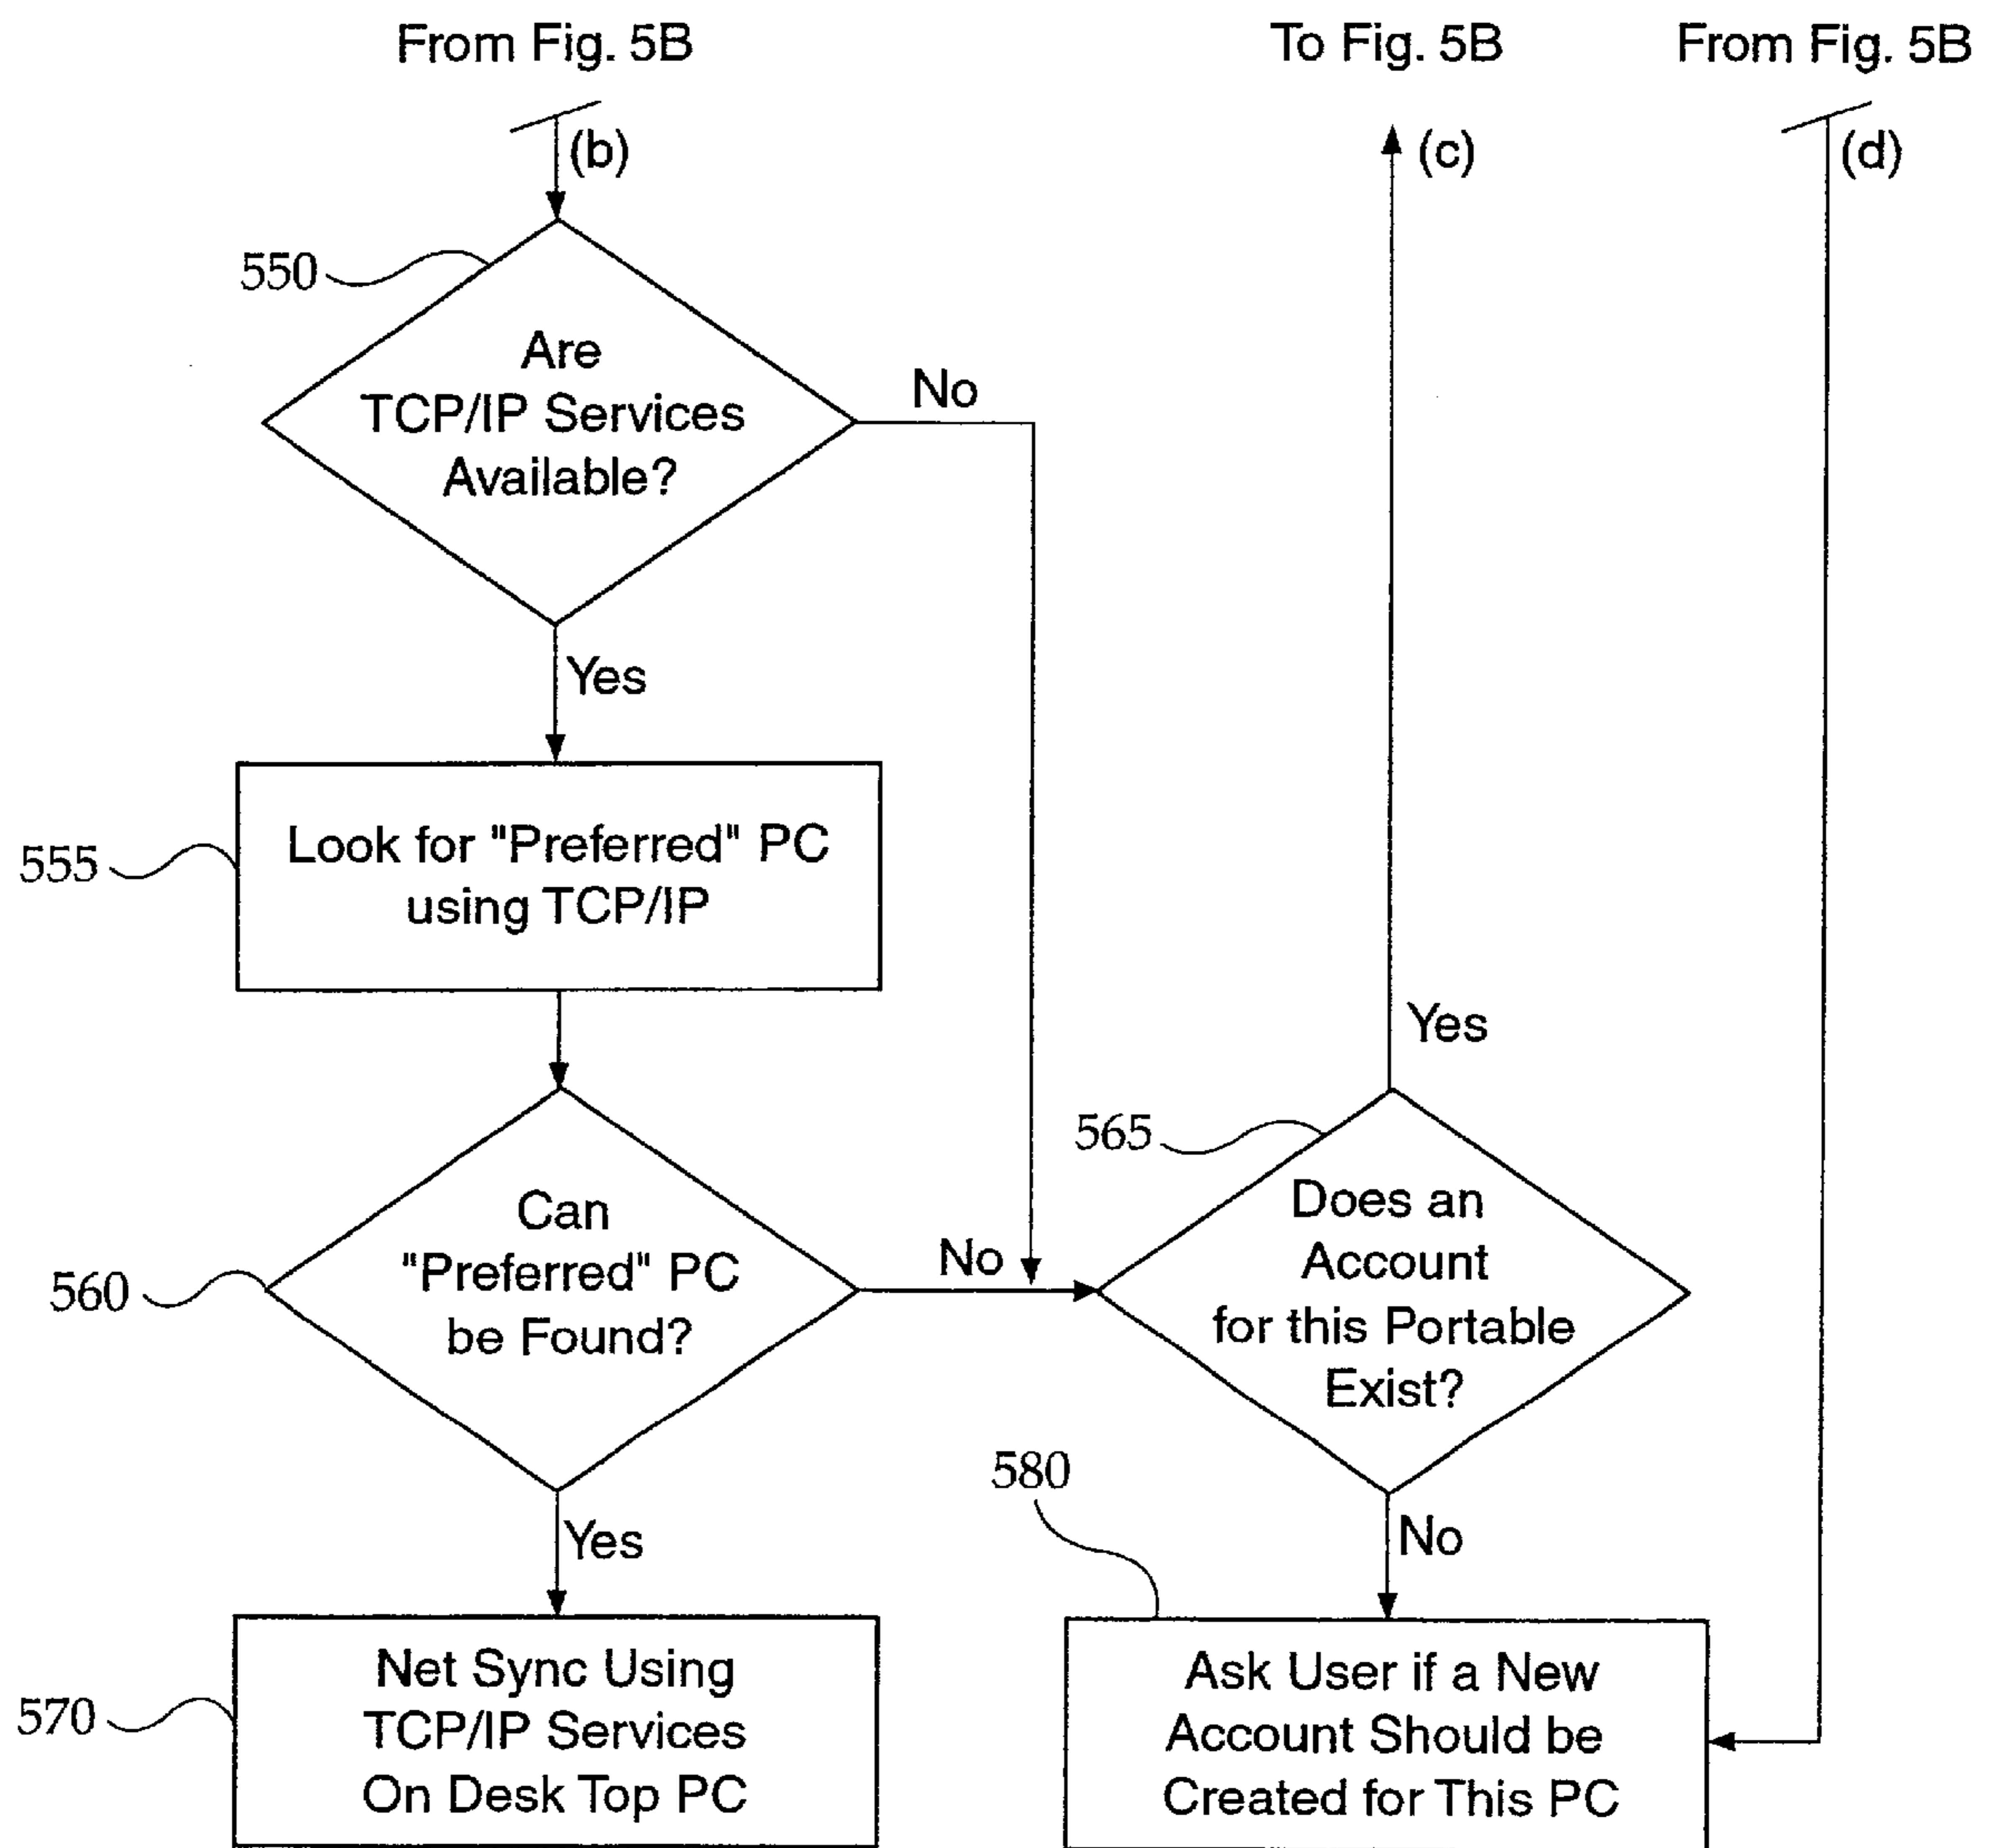 From Fig. 5B
To Fig. 5B
From Fig. 5B
(b)
(c)
(d)
550
Are
TCP/IP Services
Available?
No
Yes
555
Look for "Preferred" PC
using TCP/IP
Yes
565
560
Can
"Preferred" PC
be Found?
No
Does an
Account
for this Portable
Exist?
580
Yes
No
570
Net Sync Using
TCP/IP Services
On Desk Top PC
Ask User if a New
Account Should be
Created for This PC